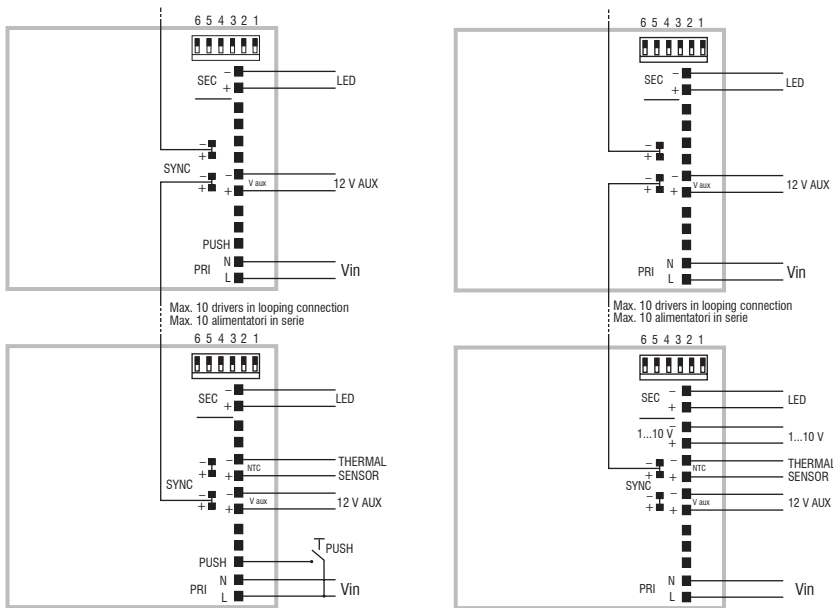 6 5 4 3 2 1
SEC
−
+
LED
−
+
SYNC
−
+
−
+
V aux
12 V AUX
PUSH
PRI
N
L
Vin
Max. 10 drivers in looping connection
Max. 10 alimentatori in serie
6 5 4 3 2 1
SEC
−
+
LED
−
+
SYNC
−
+
−
+
NTC
THERMAL
SENSOR
−
+
V aux
12 V AUX
PUSH
PUSH
PRI
N
L
Vin
6 5 4 3 2 1
SEC
−
+
LED
−
+
−
+
−
+
V aux
12 V AUX
PRI
N
L
Vin
Max. 10 drivers in looping connection
Max. 10 alimentatori in serie
6 5 4 3 2 1
SEC
−
+
LED
1...10 V
−
+
1...10 V
−
+
SYNC
−
+
−
+
NTC
THERMAL
SENSOR
−
+
V aux
12 V AUX
PRI
N
L
Vin